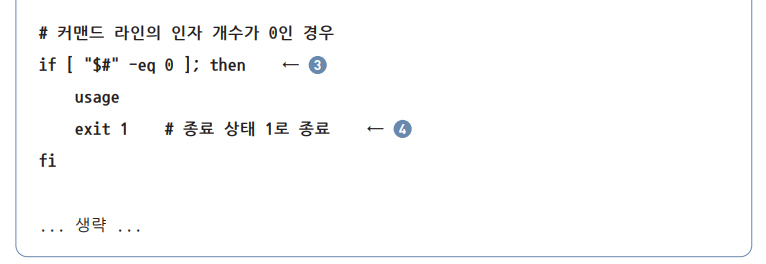 # 커맨드 라인의 인자 개수가 0인 경우
if [ "$#" -eq 0 ]; then ← 3
usage
exit 1 # 종료 상태 1로 종료 ← 4
fi
... 생략 ...